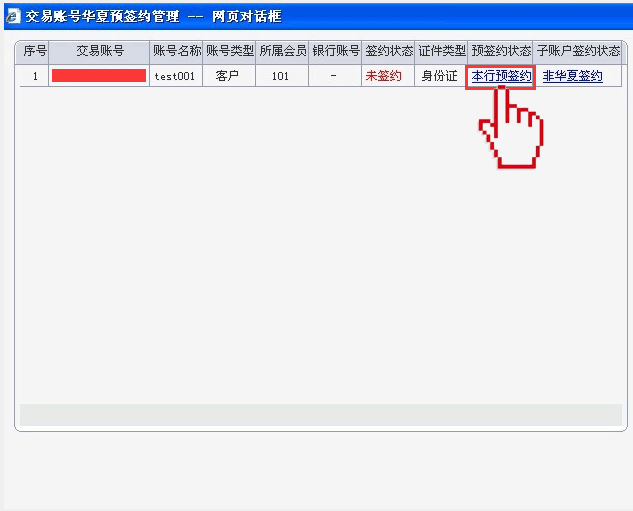 交易账号华夏预签约管理 -- 网页对话框
序号 交易账号 账号名称 账号类型 所属会员 银行账号 签约状态 证件类型 预签约状态 子账户签约状态
1 test001 客户 101 - 未签约 身份证 本行预签约 非华夏签约